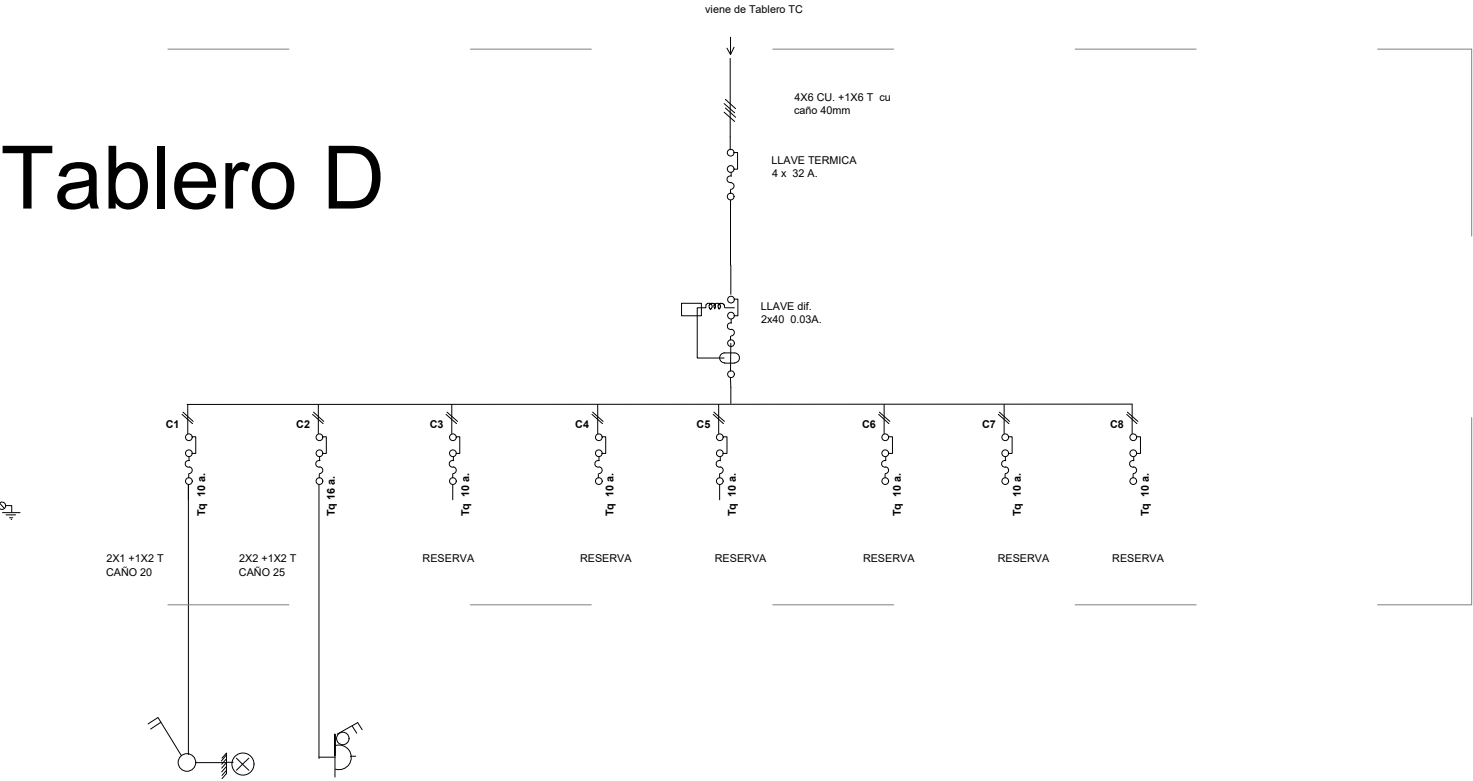 viene de Tablero TC
4X6 CU. +1X6 T cu
caño 40mm
Tablero D
LLAVE TERMICA
4 x 32 A.
LLAVE dif.
2x40 0.03A.
C1
C2
C3
C4
C5
C6
C7
C8
Tq 10 a.
Tq 16 a.
Tq 10 a.
Tq 10 a.
Tq 10 a.
Tq 10 a.
Tq 10 a.
Tq 10 a.
2X1 +1X2 T
CAÑO 20
2X2 +1X2 T
CAÑO 25
RESERVA
RESERVA
RESERVA
RESERVA
RESERVA
RESERVA